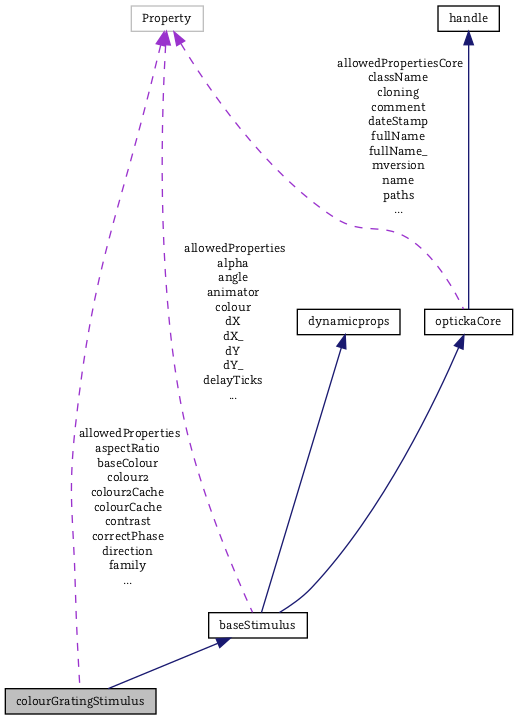 Property
handle
allowedPropertiesCore
className
cloning
comment
dateStamp
fullName
fullName_
mversion
name
paths
...
allowedProperties
alpha
angle
animator
colour
dX
dX_
dY
dY_
delayTicks
...
dynamicprops
optickaCore
allowedProperties
aspectRatio
baseColour
colour2
colour2Cache
colourCache
contrast
correctPhase
direction
family
...
baseStimulus
colourGratingStimulus